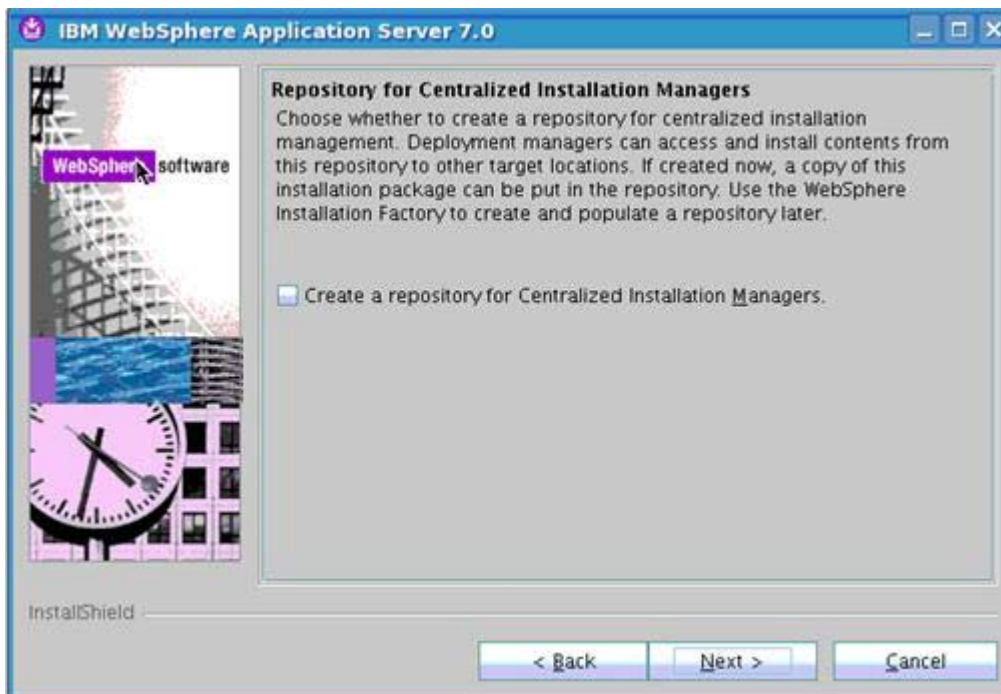 IBM WebSphere Application Server 7.0
WebSphere software
Repository for Centralized Installation Managers
Choose whether to create a repository for centralized installation
management. Deployment managers can access and install contents from
this repository to other target locations. If created now, a copy of this
installation package can be put in the repository. Use the WebSphere
Installation Factory to create and populate a repository later.
Create a repository for Centralized Installation Managers.
InstallShield
< Back
Next >
Cancel